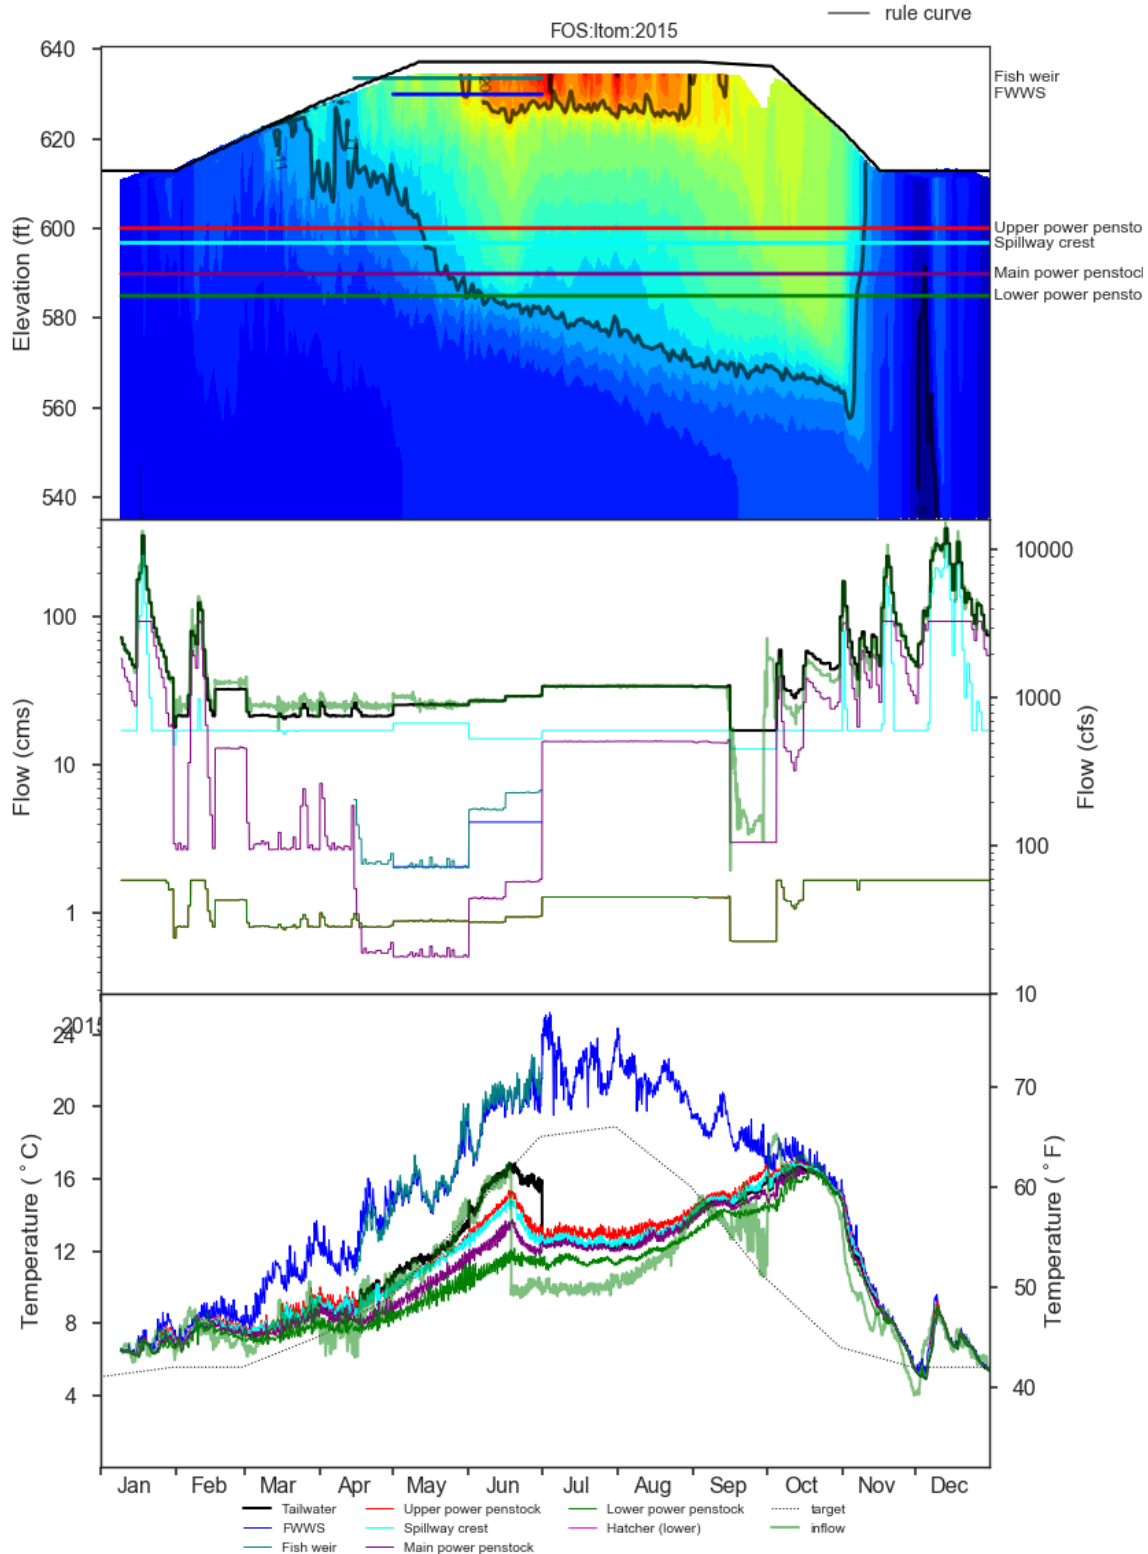 rule curve
FOS:ltom:2015
640
620
600
580
560
540
Elevation (ft)
Fish weir
FWWS
Upper power pensto
Spillway crest
Main power penstock
Lower power pensto
20
11
11
100
10
1
Flow (cms)
10000
1000
100
10
Flow (cfs)
2015
24
20
16
12
8
4
Temperature (°C)
70
60
50
40
Temperature (°F)
Jan Feb Mar Apr May Jun Jul Aug Sep Oct Nov Dec
Tailwater Upper power penstock Lower power penstock target
FWWS Spillway crest Hatcher (lower) inflow
Fish weir Main power penstock